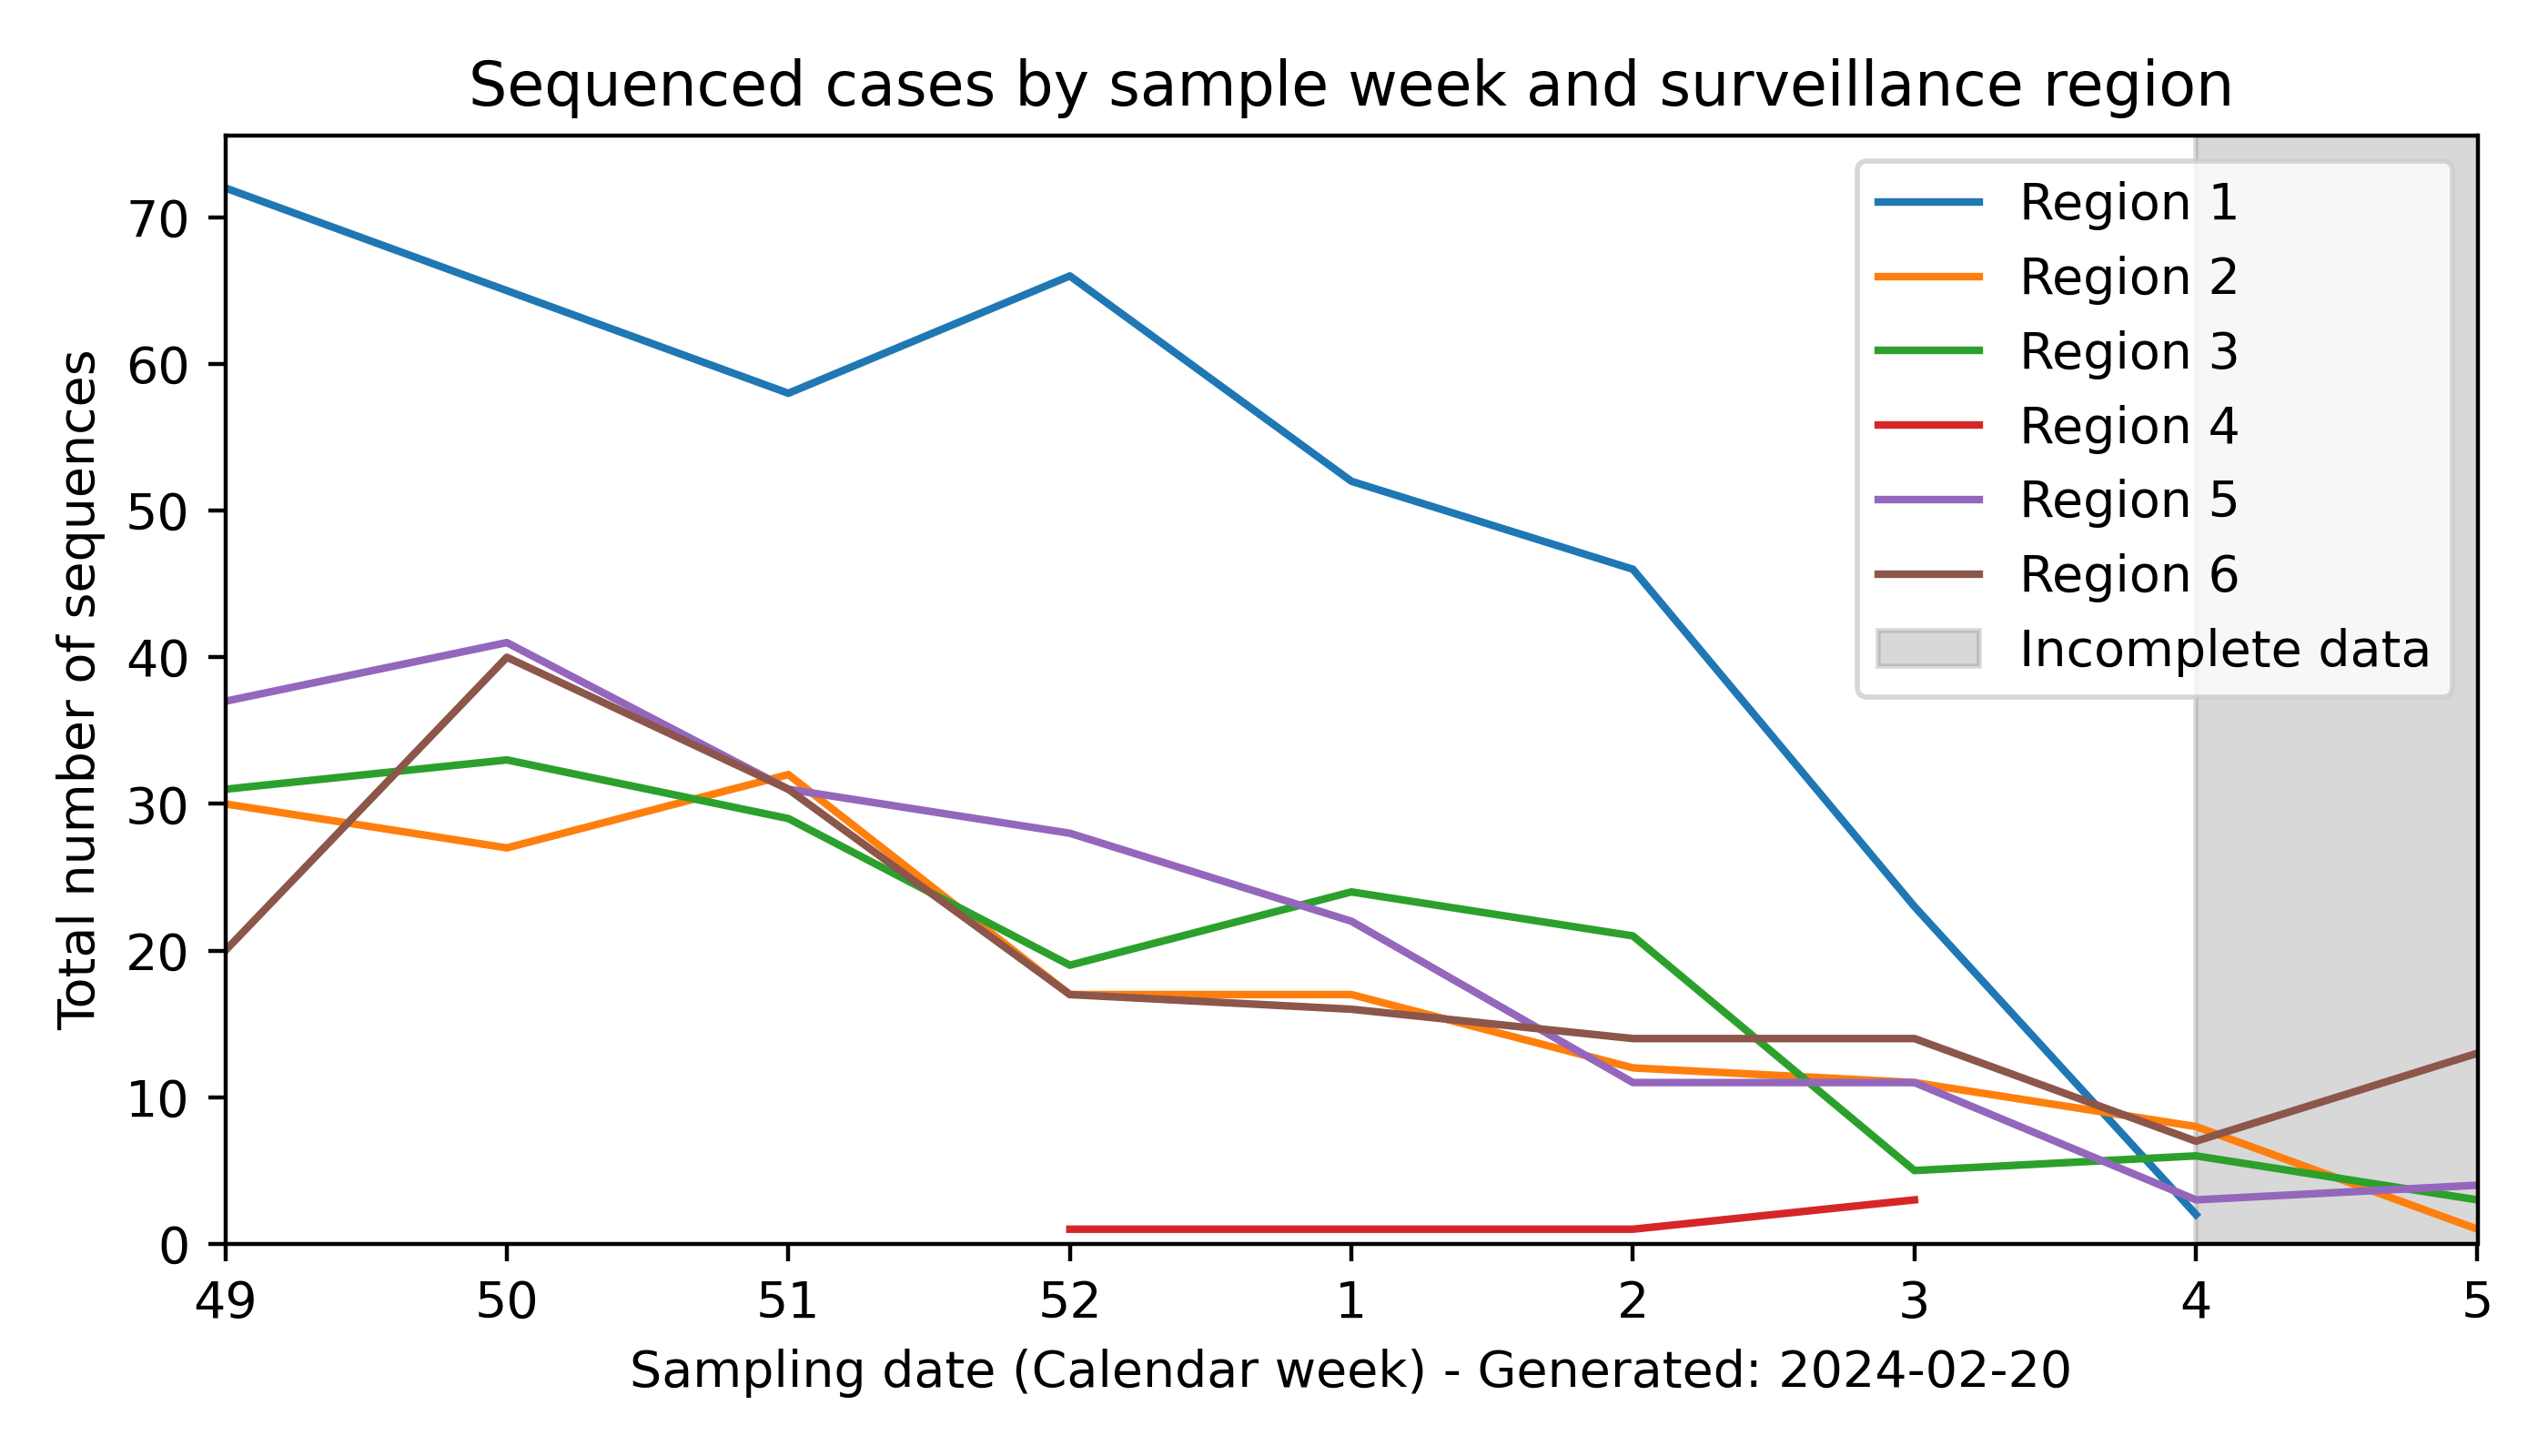 Sequenced cases by sample week and surveillance region
Total number of sequences
70
60
50
40
30
20
10
0
Region 1
Region 2
Region 3
Region 4
Region 5
Region 6
Incomplete data
49 50 51 52 1 2 3 4 5
Sampling date (Calendar week) - Generated: 2024-02-20